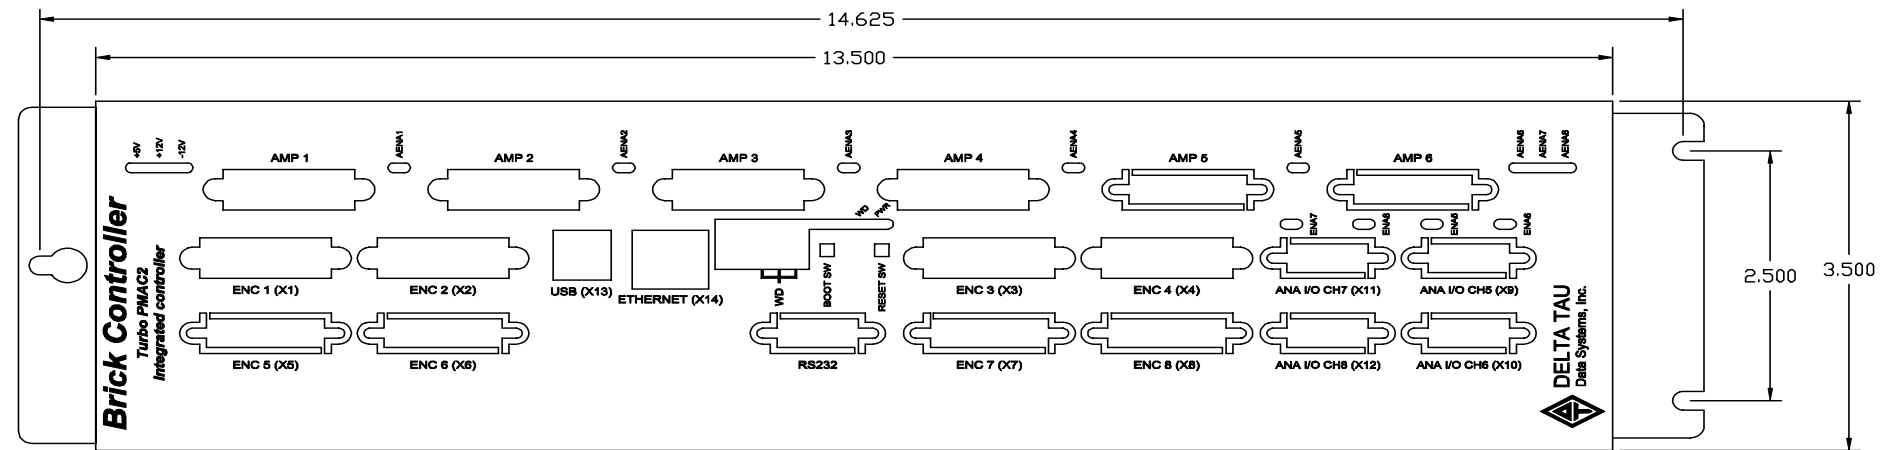 14.625
13.500
+5V
+12V
-12V
AMP 1
AENA1
AMP 2
AENA2
AMP 3
AENA3
AMP 4
AENA4
AMP 5
AENA5
AMP 6
AENA6
AENA7
AENA8
WD
PWR
ENA7
ENA8
ENA5
ENA6
Brick Controller
Turbo PMAC2
Integrated controller
ENC 1 (X1)
ENC 2 (X2)
USB (X13)
ETHERNET (X14)
WD
BOOT SW
RESET SW
ENC 3 (X3)
ENC 4 (X4)
ANA I/O CH7 (X11)
ANA I/O CH5 (X9)
2.500
3.500
ENC 5 (X5)
ENC 6 (X6)
RS232
ENC 7 (X7)
ENC 8 (X8)
ANA I/O CH8 (X12)
ANA I/O CH6 (X10)
DELTA TAU
Data Systems, Inc.